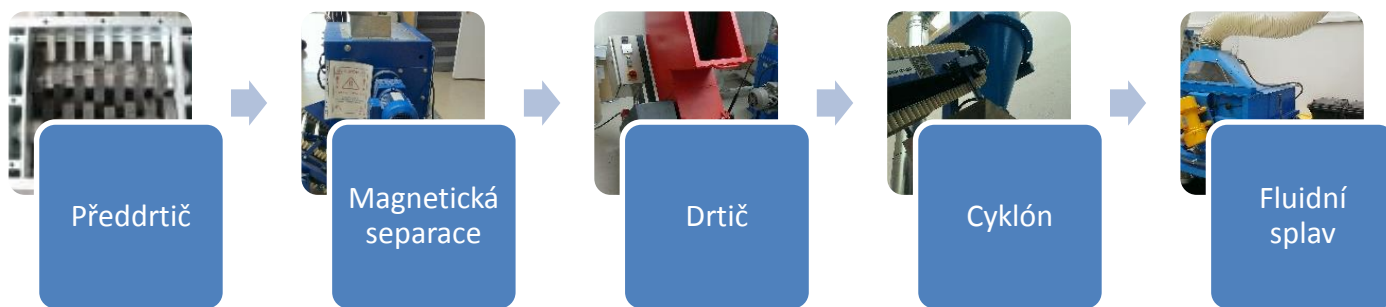 Předdrtič
Magnetická
separace
Drtič
Cyklón
Fluidní
splav